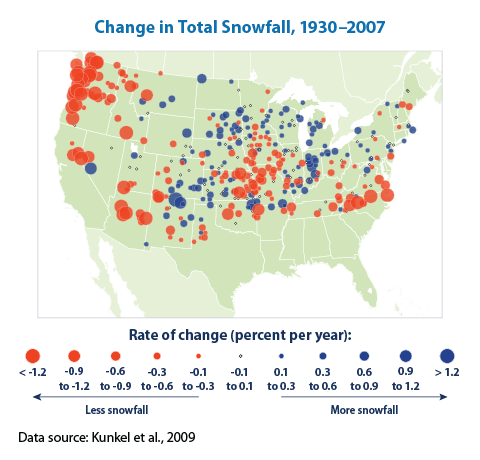 Change in Total Snowfall, 1930–2007
Rate of change (percent per year):
< -1.2 -0.9 -0.6 -0.3 -0.1 -0.1 0.1 0.3 0.6 0.9 > 1.2
to -1.2 to -0.9 to -0.6 to -0.3 to 0.1 to 0.3 to 0.6 to 0.9 to 1.2
Less snowfall More snowfall
Data source: Kunkel et al., 2009